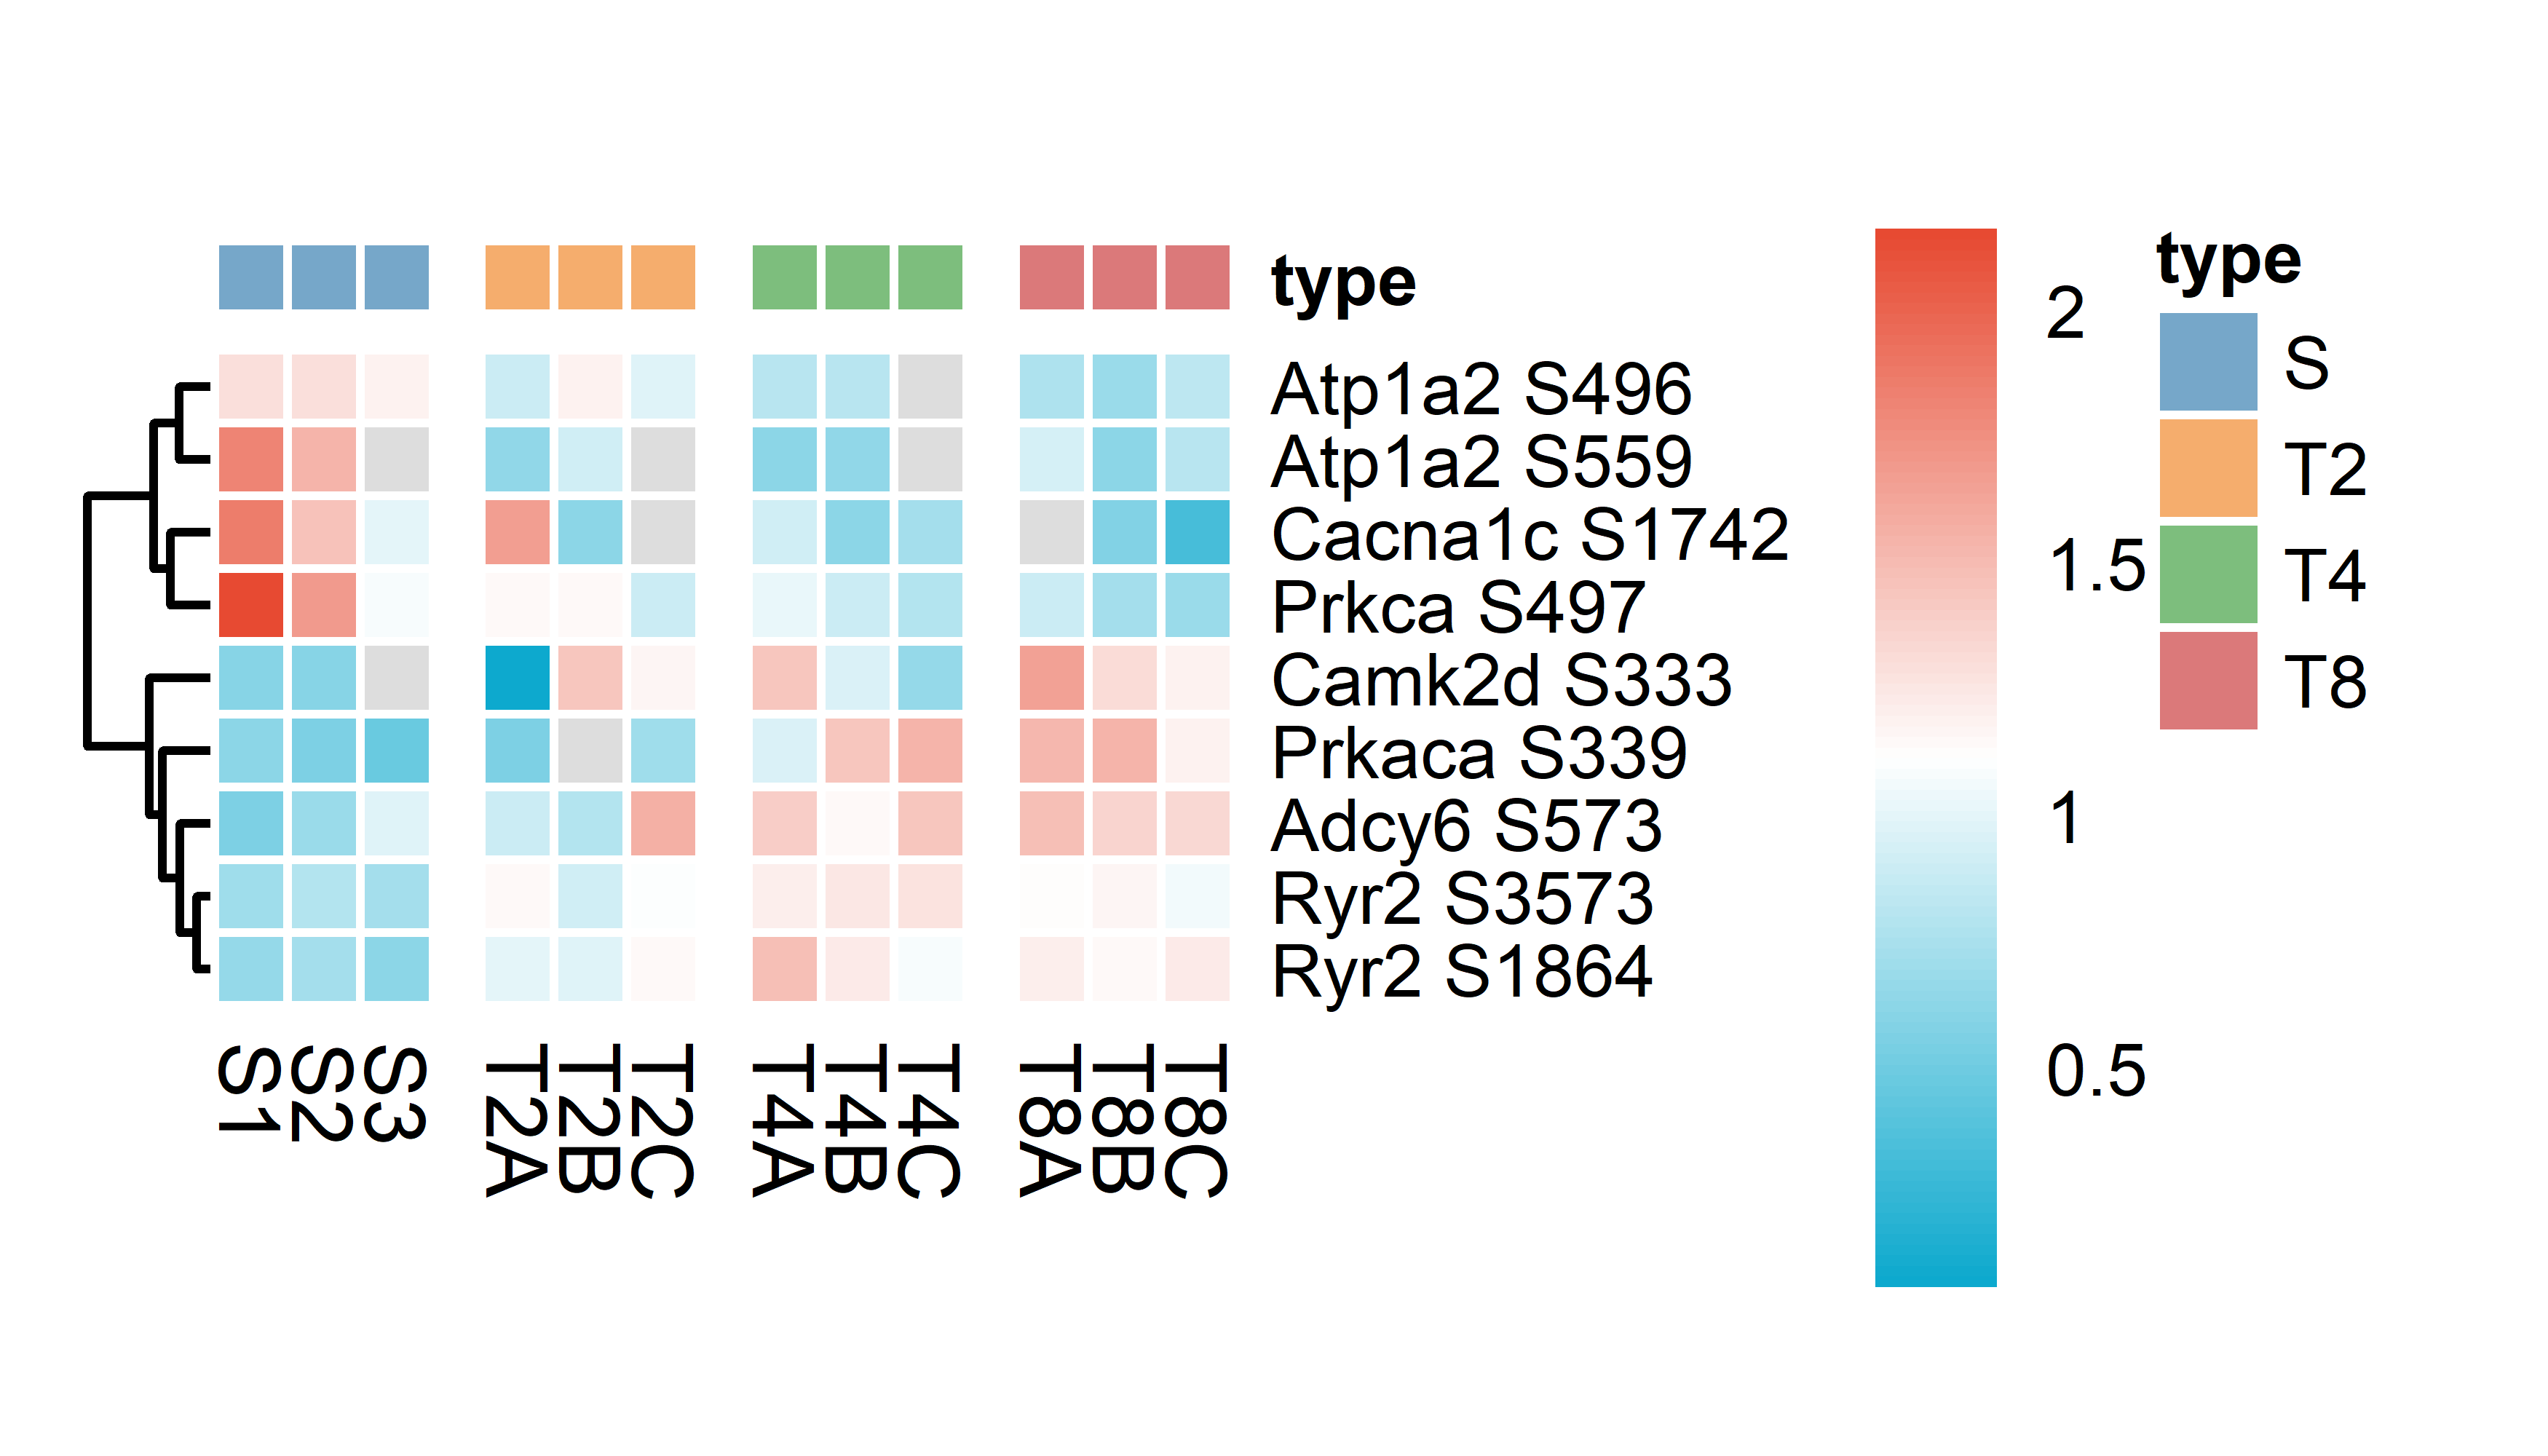 type
Atp1a2 S496
Atp1a2 S559
Cacna1c S1742
Prkca S497
Camk2d S333
Prkaca S339
Adcy6 S573
Ryr2 S3573
Ryr2 S1864
S1
S2
S3
T2A
T2B
T2C
T4A
T4B
T4C
T8A
T8B
T8C
2
1.5
1
0.5
type
S
T2
T4
T8